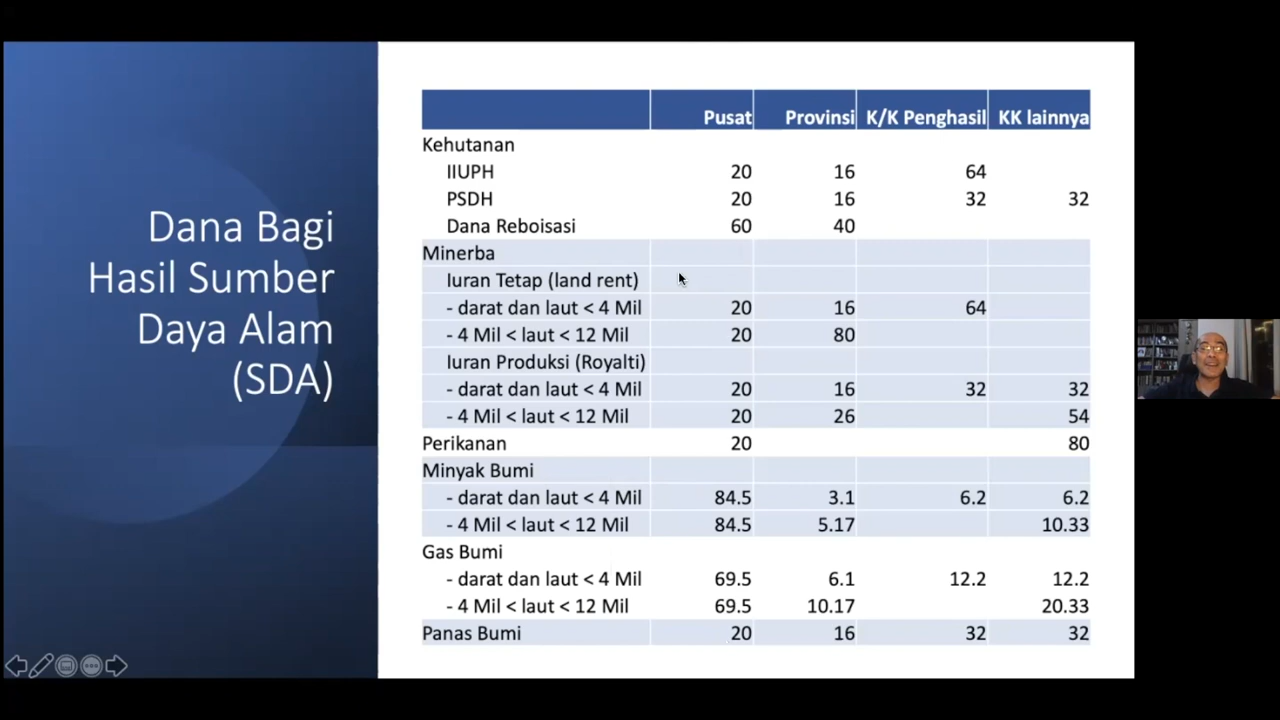 Dana Bagi
Hasil Sumber
Daya Alam
(SDA)
Pusat Provinsi K/K Penghasil KK lainnya
Kehutanan
IIUPH 20 16 64
PSDH 20 16 32 32
Dana Reboisasi 60 40
Minerba
Iuran Tetap (land rent)
- darat dan laut < 4 Mil 20 16 64
- 4 Mil < laut < 12 Mil 20 80
Iuran Produksi (Royalti)
- darat dan laut < 4 Mil 20 16 32 32
- 4 Mil < laut < 12 Mil 20 26 54
Perikanan 20 80
Minyak Bumi
- darat dan laut < 4 Mil 84.5 3.1 6.2 6.2
- 4 Mil < laut < 12 Mil 84.5 5.17 10.33
Gas Bumi
- darat dan laut < 4 Mil 69.5 6.1 12.2 12.2
- 4 Mil < laut < 12 Mil 69.5 10.17 20.33
Panas Bumi 20 16 32 32